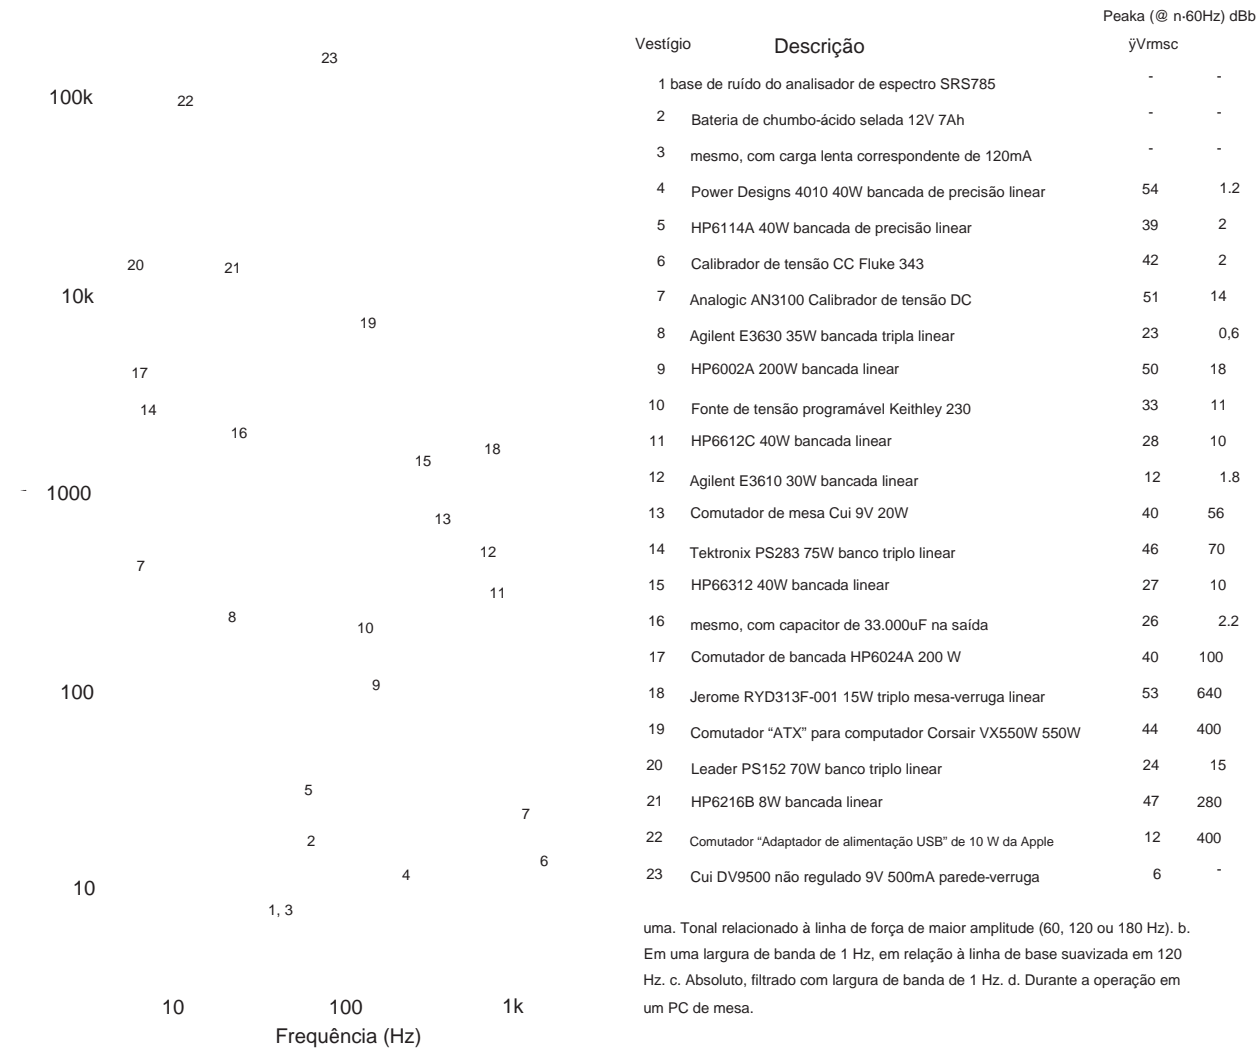 Peaka (@ n·60Hz) dBb
Vestígio Descrição ÿVrmsc
1 base de ruído do analisador de espectro SRS785 - -
2 Bateria de chumbo-ácido selada 12V 7Ah - -
3 mesmo, com carga lenta correspondente de 120mA - -
4 Power Designs 4010 40W bancada de precisão linear 54 1.2
5 HP6114A 40W bancada de precisão linear 39 2
6 Calibrador de tensão CC Fluke 343 42 2
7 Analogic AN3100 Calibrador de tensão DC 51 14
8 Agilent E3630 35W bancada tripla linear 23 0,6
9 HP6002A 200W bancada linear 50 18
10 Fonte de tensão programável Keithley 230 33 11
11 HP6612C 40W bancada linear 28 10
12 Agilent E3610 30W bancada linear 12 1.8
13 Comutador de mesa Cui 9V 20W 40 56
14 Tektronix PS283 75W banco triplo linear 46 70
15 HP66312 40W bancada linear 27 10
16 mesmo, com capacitor de 33.000uF na saída 26 2.2
17 Comutador de bancada HP6024A 200 W 40 100
18 Jerome RYD313F-001 15W triplo mesa-verruga linear 53 640
19 Comutador “ATX” para computador Corsair VX550W 550W 44 400
20 Leader PS152 70W banco triplo linear 24 15
21 HP6216B 8W bancada linear 47 280
22 Comutador “Adaptador de alimentação USB” de 10 W da Apple 12 400
23 Cui DV9500 não regulado 9V 500mA parede-verruga 6 -
uma. Tonal relacionado à linha de força de maior amplitude (60, 120 ou 180 Hz). b.
Em uma largura de banda de 1 Hz, em relação à linha de base suavizada em 120
Hz. c. Absoluto, filtrado com largura de banda de 1 Hz. d. Durante a operação em
um PC de mesa.
23
100k
22
20
21
10k
19
17
14
16
18
15
1000
13
12
7
11
8
10
9
100
5
7
2
6
4
10
1, 3
10 100 1k
Frequência (Hz)